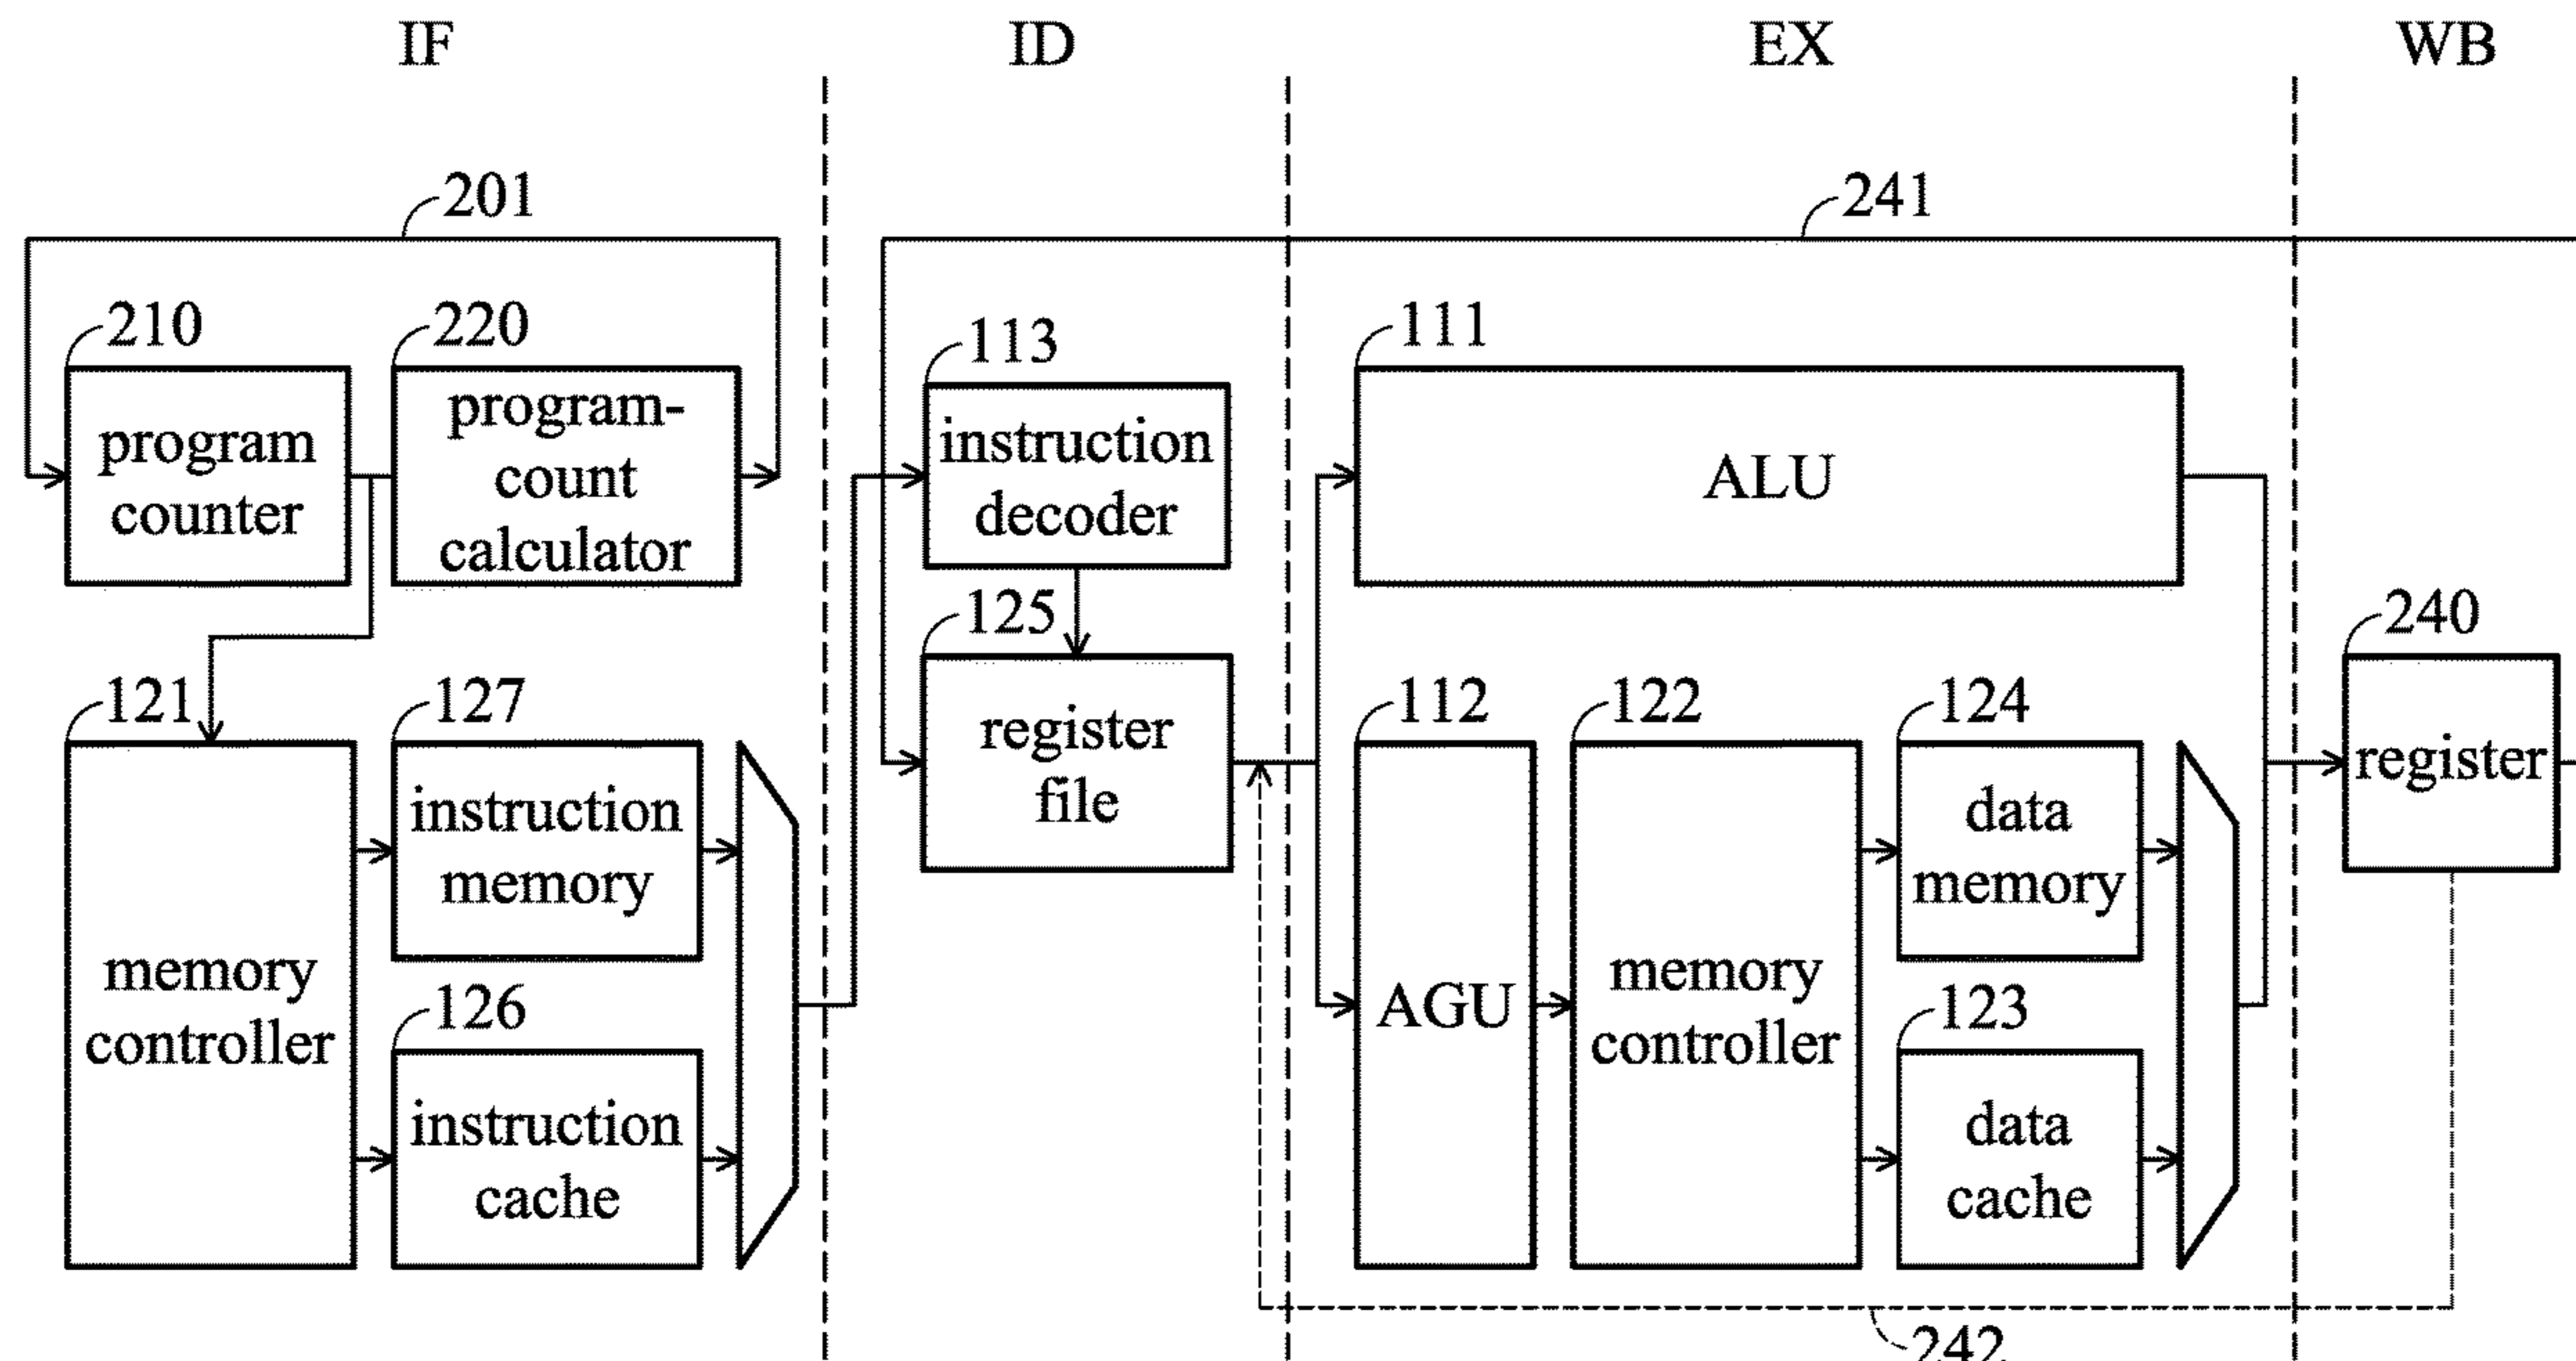 IF
ID
EX
WB
201
241
210
220
113
111
program
counter
program-
count
calculator
instruction
decoder
ALU
125
240
register
file
register
121
127
112
122
124
memory
controller
instruction
memory
AGU
memory
controller
data
memory
126
123
instruction
cache
data
cache
242